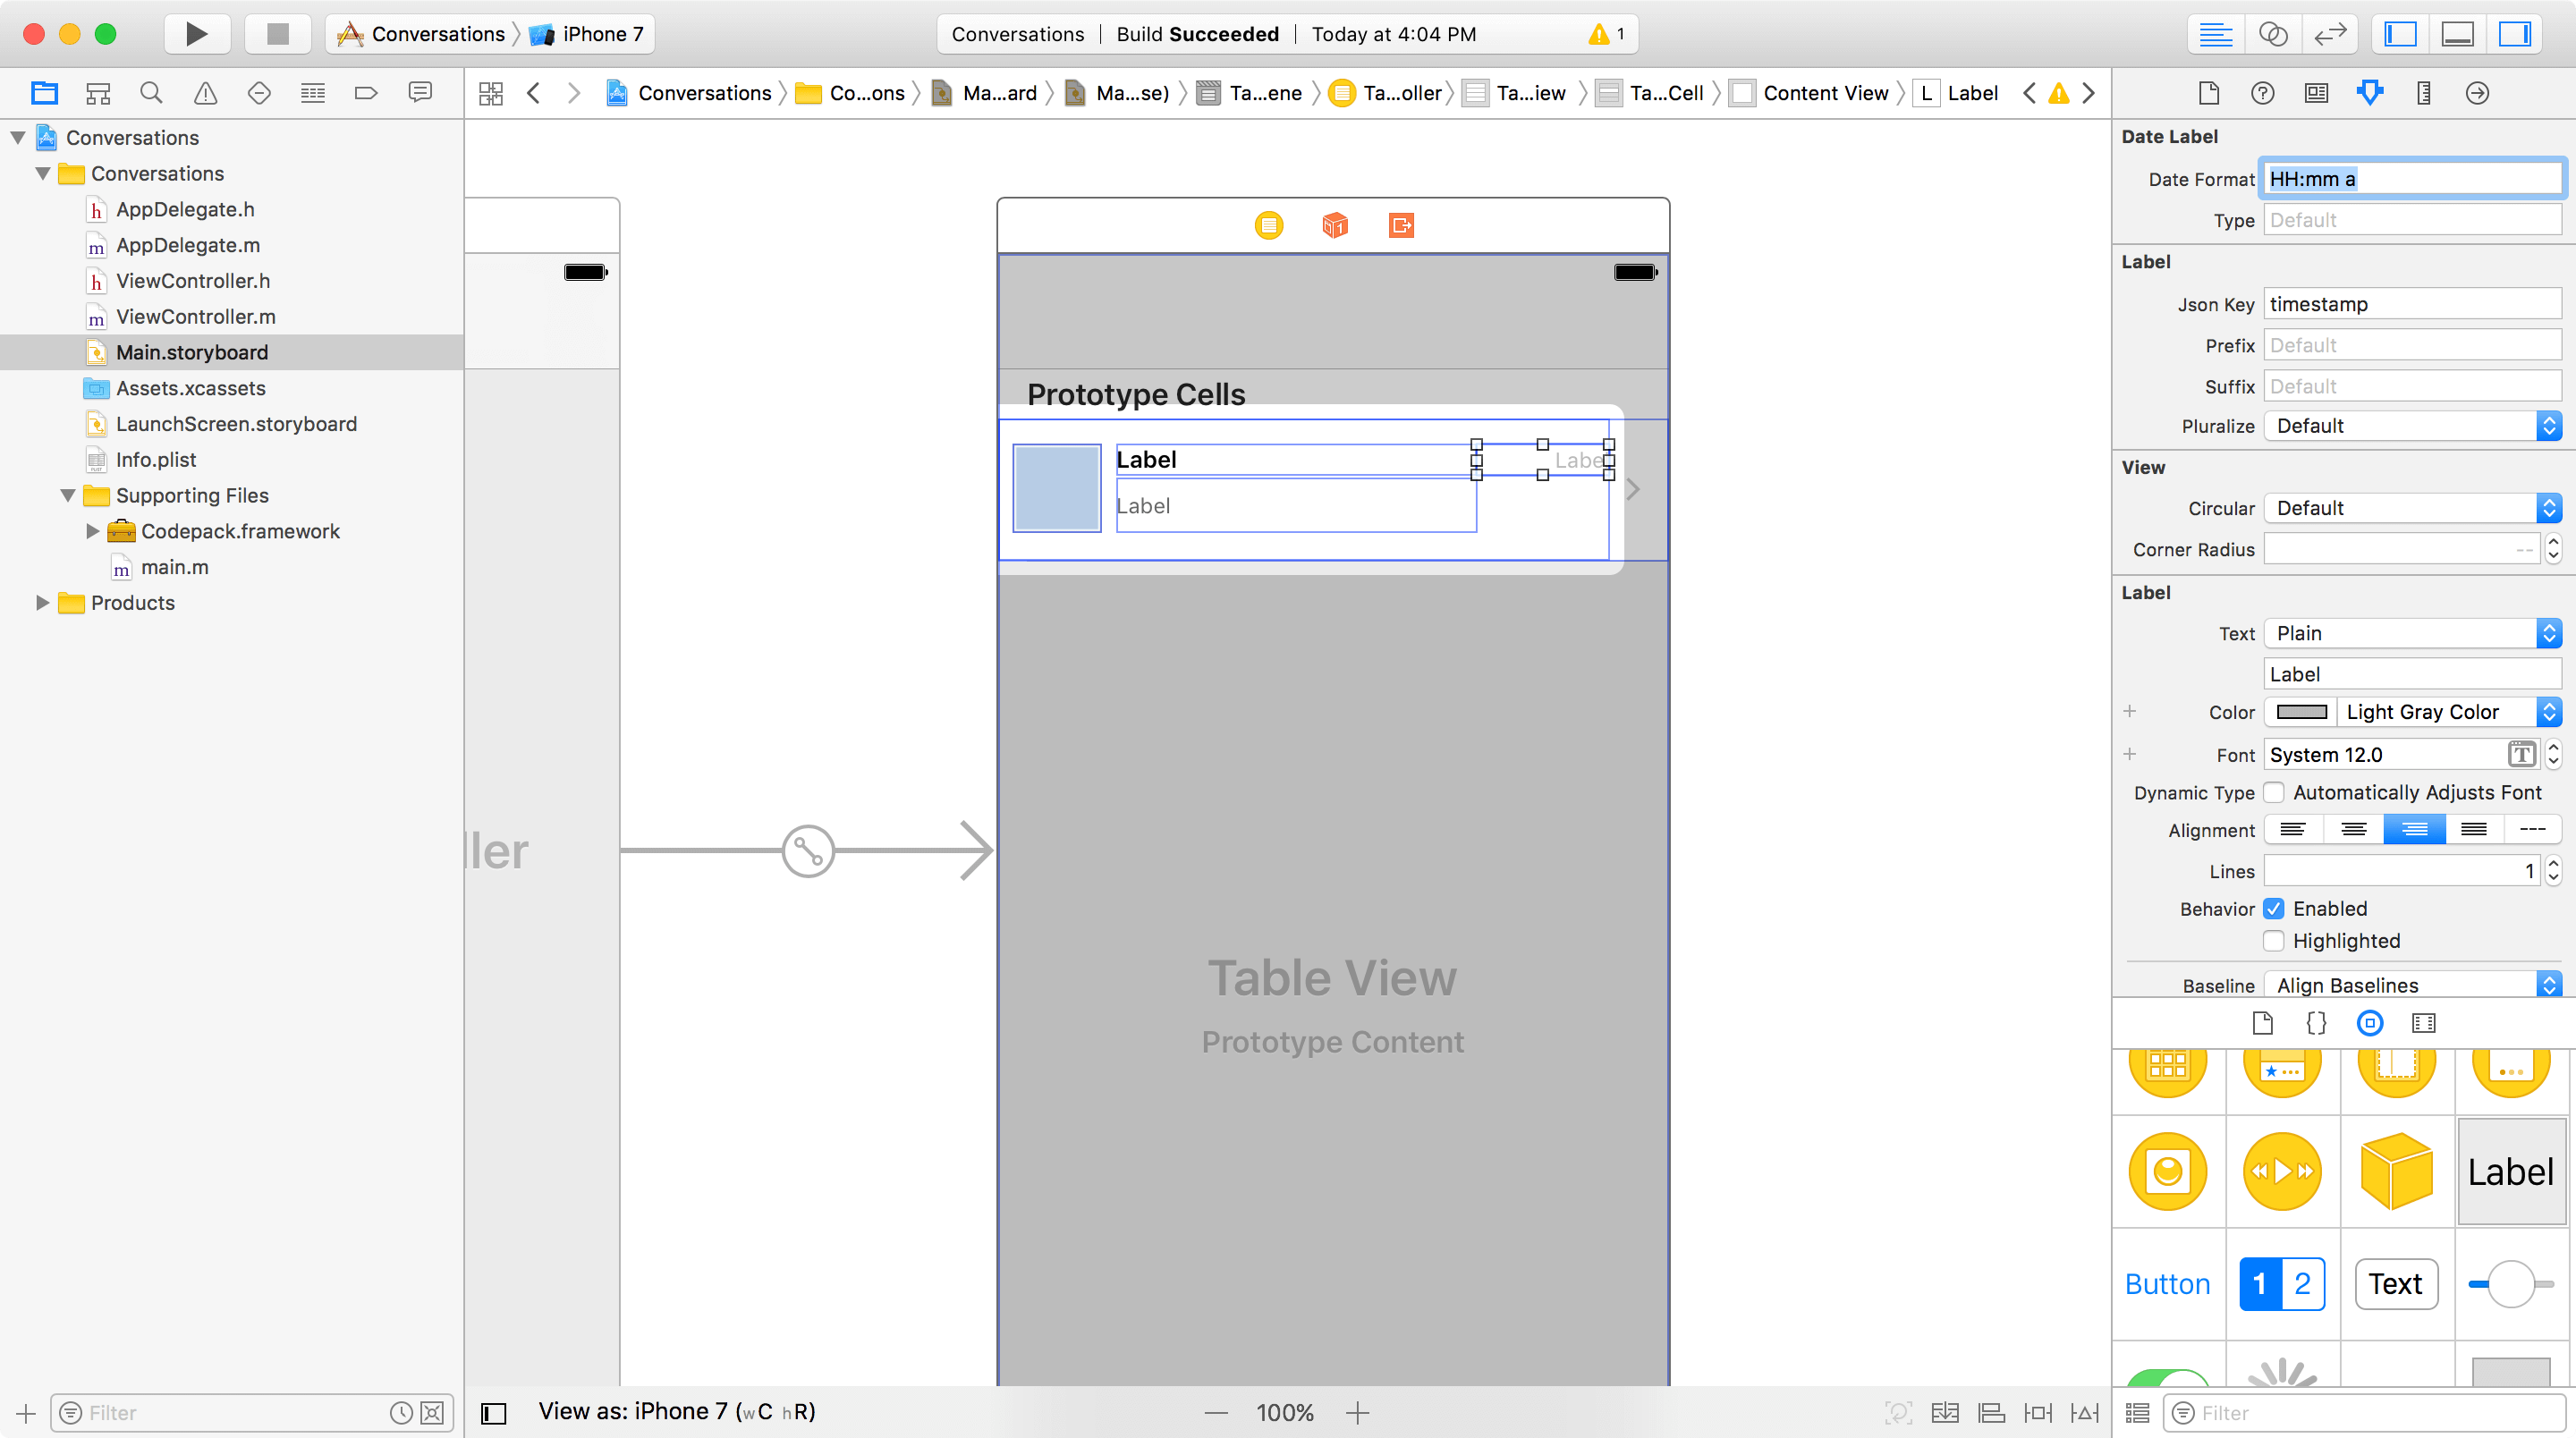 Conversations
iPhone 7
Conversations | Build Succeeded | Today at 4:04 PM
1
Conversations
Co...ons
Ma...ard
Ma...se)
Ta...ene
Ta...oller
Ta...iew
Ta...Cell
Content View
L Label
Conversations
Conversations
h AppDelegate.h
m AppDelegate.m
h ViewController.h
m ViewController.m
Main.storyboard
Assets.xcassets
LaunchScreen.storyboard
Info.plist
Supporting Files
Codepack.framework
m main.m
Products
Filter
ller
Prototype Cells
Label
Labe
Label
Table View
Prototype Content
View as: iPhone 7 (wC hR)
100%
Date Label
Date Format HH:mm a
Type Default
Label
Json Key timestamp
Prefix Default
Suffix Default
Pluralize Default
View
Circular Default
Corner Radius --
Label
Text Plain
Label
Color Light Gray Color
Font System 12.0 T
Dynamic Type Automatically Adjusts Font
Alignment ---
Lines 1
Behavior Enabled
Highlighted
Baseline Align Baselines
{}
Label
Button
1 2
Text
Filter